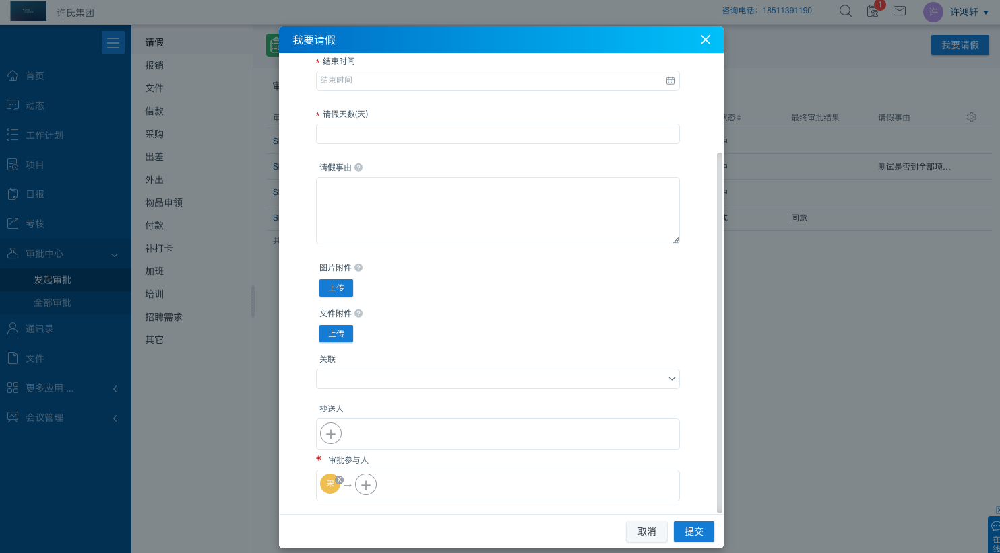 许氏集团
咨询电话：18511391190
1
许
许鸿轩
首页
动态
工作计划
项目
日报
考核
审批中心
发起审批
全部审批
通讯录
文件
更多应用 ...
会议管理
请假
报销
文件
借款
采购
出差
外出
物品申领
付款
补打卡
加班
培训
招聘需求
其它
我要请假
最终审批结果
请假事由
测试是否到全部项...
同意
我要请假
* 结束时间
结束时间
* 请假天数(天)
请假事由
图片附件
上传
文件附件
上传
关联
抄送人
* 审批参与人
宋
X
取消
提交
在
线